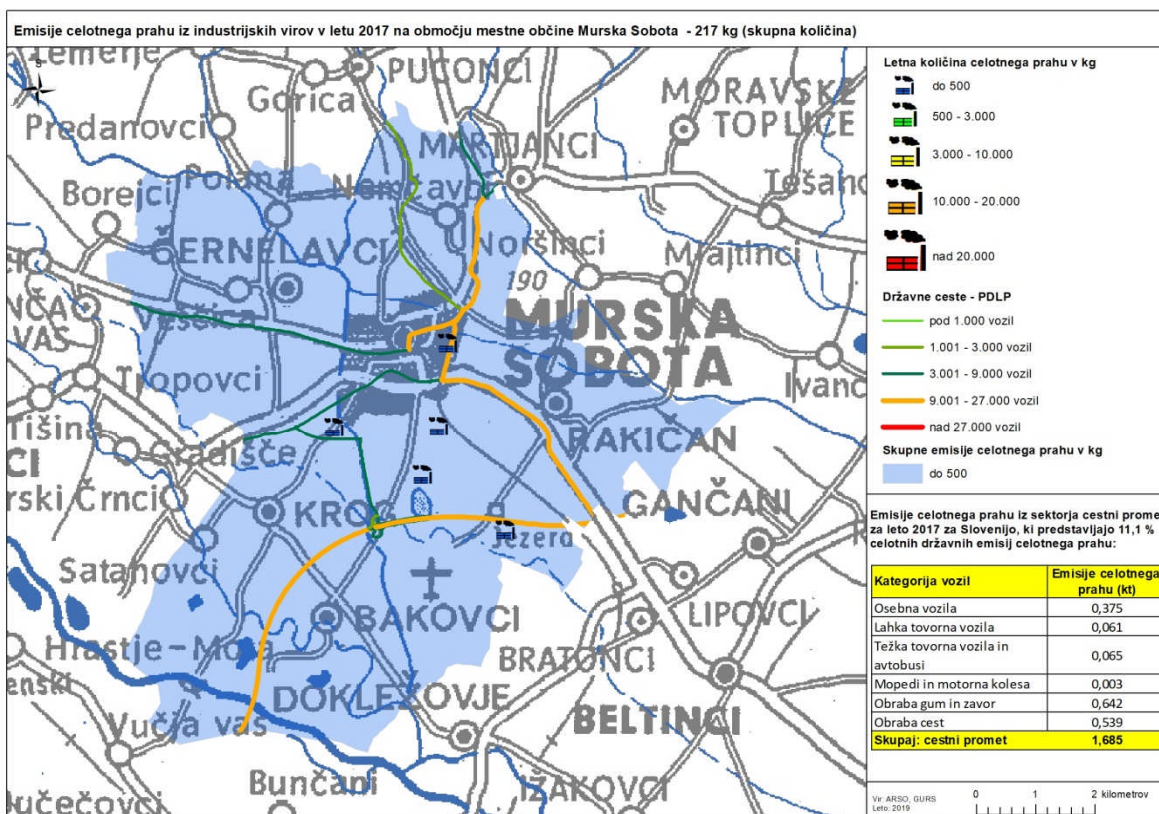 Emisije celotnega prahu iz industrijskih virov v letu 2017 na območju mestne občine Murska Sobota - 217 kg (skupna količina)
S
PUCONCI
Gorica
Predanovci
MORAVSKE
TOPLICE
MARTJANCI
Polana
Borejci
Noršinci
ČERNELAVCI
190
MURSKA
SOBOTA
Tropovci
Tišina
RAKIČAN
KROG
GANČANI
Jezera
Satahovci
BAKOVCI
LIPOVCI
BRATONCI
DOKLEŽOVJE
BELTINCI
Vučja vas
Bunčani
IŽAKOVCI
Letna količina celotnega prahu v kg
do 500
500 - 3.000
3.000 - 10.000
10.000 - 20.000
nad 20.000
Državne ceste - PDLP
pod 1.000 vozil
1.001 - 3.000 vozil
3.001 - 9.000 vozil
9.001 - 27.000 vozil
nad 27.000 vozil
Skupne emisije celotnega prahu v kg
do 500
Emisije celotnega prahu iz sektorja cestni prome
za leto 2017 za Slovenijo, ki predstavljajo 11,1 %
celotnih državnih emisij celotnega prahu:
Kategorija vozil Emisije celotnega prahu (kt)
Osebna vozila 0,375
Lahka tovorna vozila 0,061
Težka tovorna vozila in avtobusi 0,065
Mopedi in motorna kolesa 0,003
Obraba gum in zavor 0,642
Obraba cest 0,539
Skupaj: cestni promet 1,685
Vir: ARSO, GURS
Leto: 2019
0 1 2 kilometrov